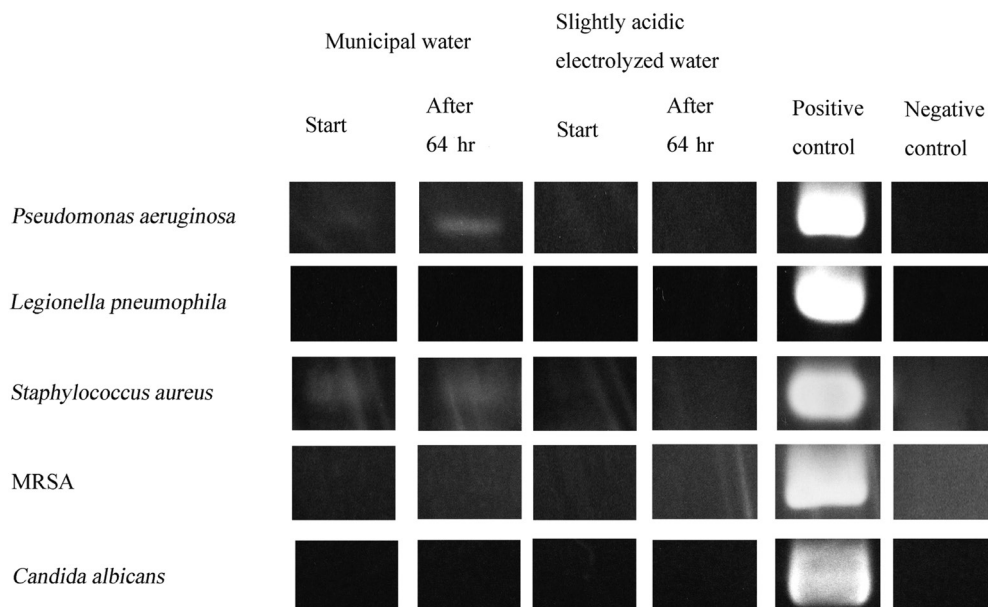 Municipal water
Slightly acidic
electrolyzed water
Start
After
64 hr
Start
After
64 hr
Positive
control
Negative
control
Pseudomonas aeruginosa
Legionella pneumophila
Staphylococcus aureus
MRSA
Candida albicans